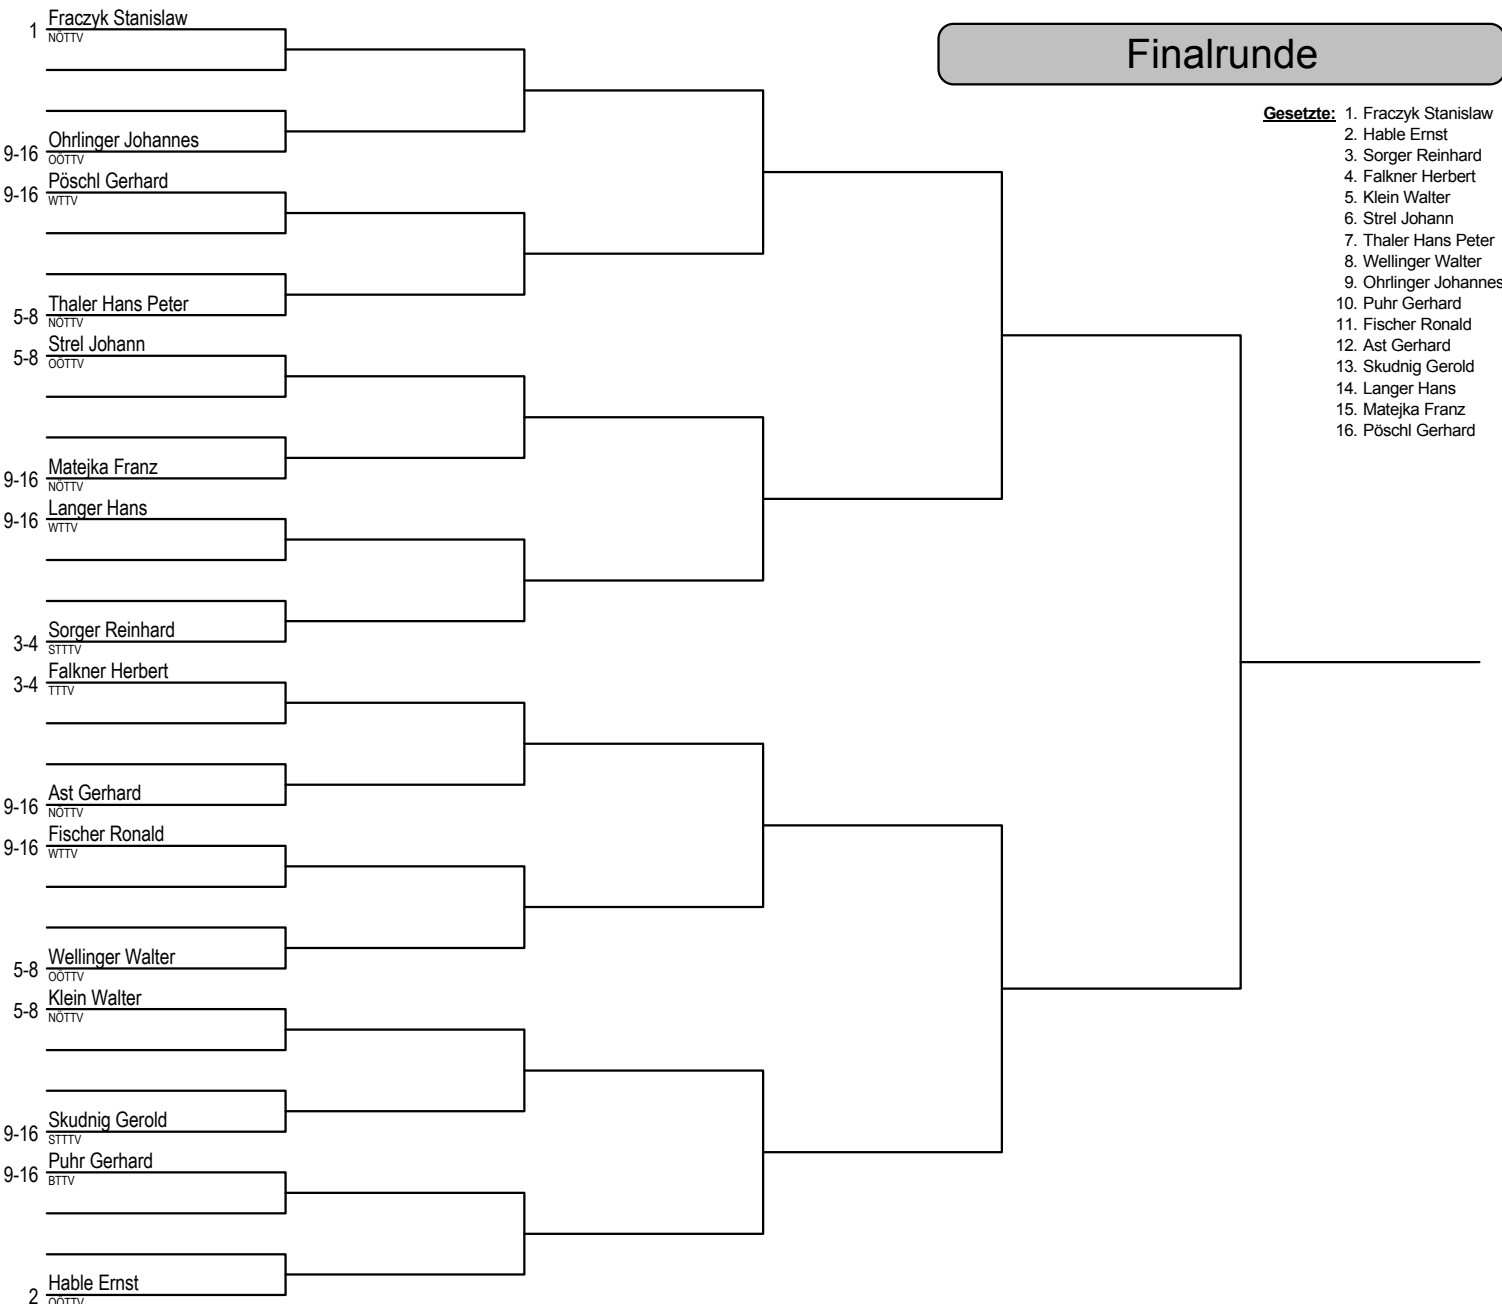 Finalrunde
Gesetzte: 1. Fraczyk Stanislaw
2. Hable Ernst
3. Sorger Reinhard
4. Falkner Herbert
5. Klein Walter
6. Strel Johann
7. Thaler Hans Peter
8. Wellinger Walter
9. Ohrlinger Johannes
10. Puhr Gerhard
11. Fischer Ronald
12. Ast Gerhard
13. Skudnig Gerold
14. Langer Hans
15. Matejka Franz
16. Pöschl Gerhard
1 Fraczyk Stanislaw
NÖTTV
9-16 Ohrlinger Johannes
OÖTTV
9-16 Pöschl Gerhard
WTTV
5-8 Thaler Hans Peter
NÖTTV
5-8 Strel Johann
OÖTTV
9-16 Matejka Franz
NÖTTV
9-16 Langer Hans
WTTV
3-4 Sorger Reinhard
STTTV
3-4 Falkner Herbert
TTTV
9-16 Ast Gerhard
NÖTTV
9-16 Fischer Ronald
WTTV
5-8 Wellinger Walter
OÖTTV
5-8 Klein Walter
NÖTTV
9-16 Skudnig Gerold
STTTV
9-16 Puhr Gerhard
BTTV
2 Hable Ernst
OÖTTV